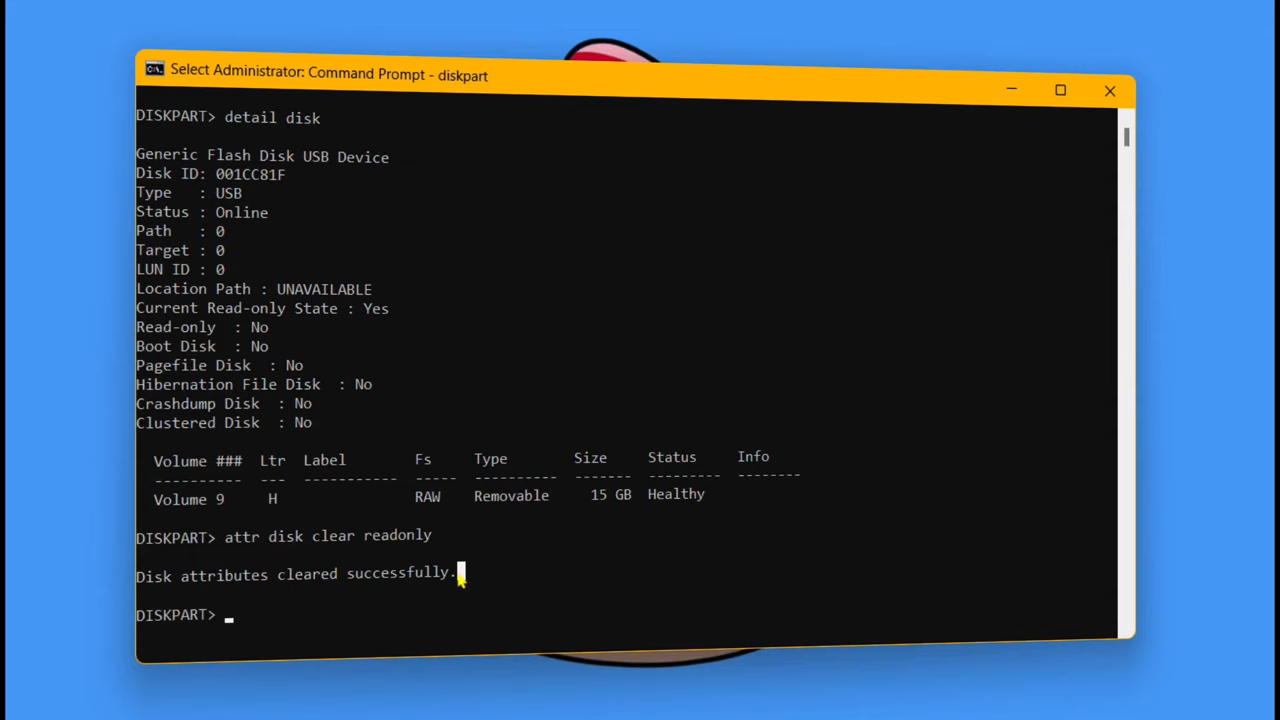 Select Administrator: Command Prompt - diskpart
DISKPART> detail disk
Generic Flash Disk USB Device
Disk ID: 001CC81F
Type : USB
Status : Online
Path : 0
Target : 0
LUN ID : 0
Location Path : UNAVAILABLE
Current Read-only State : Yes
Read-only : No
Boot Disk : No
Pagefile Disk : No
Hibernation File Disk : No
Crashdump Disk : No
Clustered Disk : No
Volume ### Ltr Label Fs Type Size Status Info
---------- --- ----------- ----- ---------- ------- --------- --------
Volume 9 H RAW Removable 15 GB Healthy
DISKPART> attr disk clear readonly
Disk attributes cleared successfully.
DISKPART>